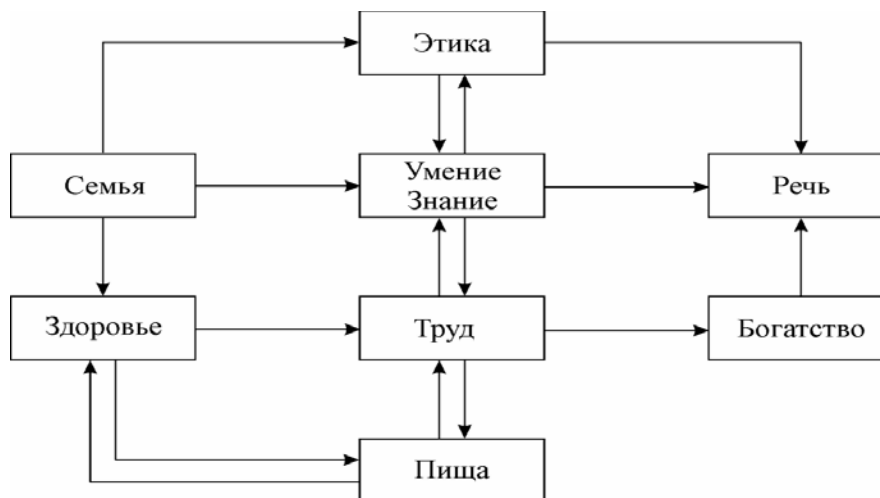 Этика
Семья
Умение
Знание
Речь
Здоровье
Труд
Богатство
Пища